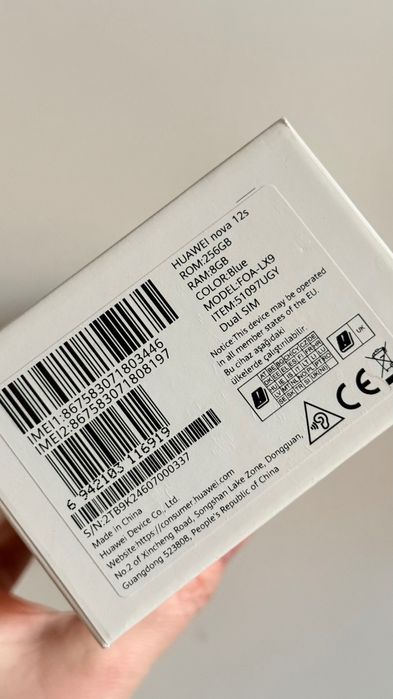 HUAWEI nova 12s
ROM:256GB
RAM:8GB
COLOR:Blue
MODEL:FOA-LX9
ITEM:51097UGY
Dual SIM
IMEI1:867583071803446
IMEI2:867583071808197
6 942103 116919
S/N:2TB9K24607000337
Notice:This device may be operated
in all member states of the EU.
Bu cihaz aşağıdaki
ülkelerde çalıştırılabilir.
UK
CE
Made in China
Huawei Device Co., Ltd.
Website:https://consumer.huawei.com
No.2 of Xincheng Road, Songshan Lake Zone, Dongguan,
Guangdong 523808, People's Republic of China